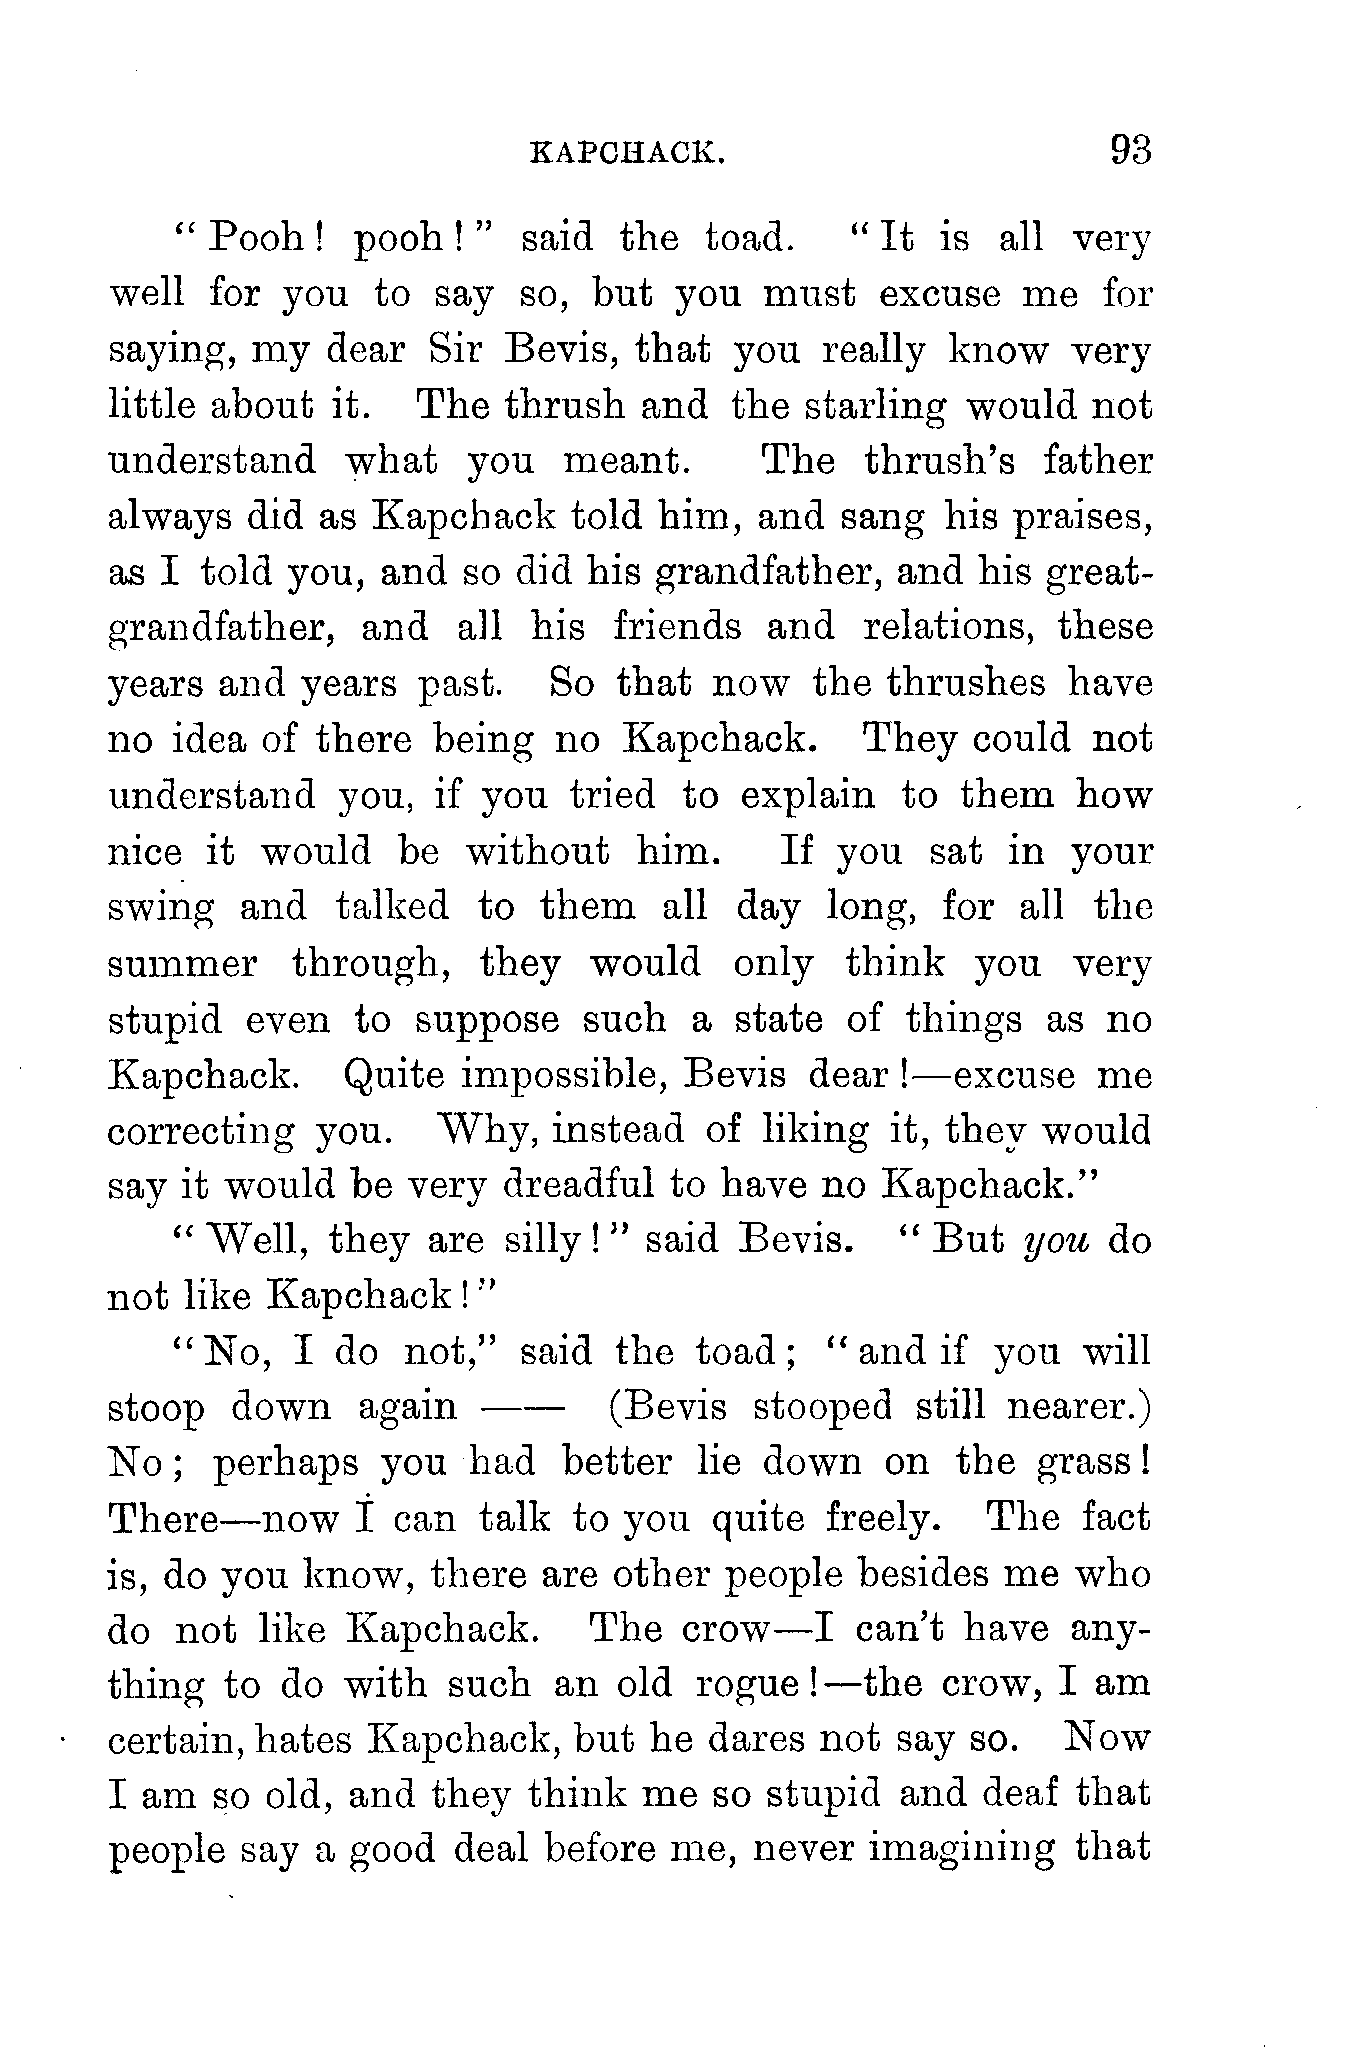 KAPCHACK. 93
“ Pooh ! pooh ! ” said the toad. “ It is all very
well for you to say so, but you must excuse me for
saying, my dear Sir Bevis, that you really know very
little about it. The thrush and the starling would not
understand what you meant. The thrush’s father
always did as Kapchack told him, and sang his praises,
as I told you, and so did his grandfather, and his great-
grandfather, and all his friends and relations, these
years and years past. So that now the thrushes have
no idea of there being no Kapchack. They could not
understand you, if you tried to explain to them how
nice it would be without him. If you sat in your
swing and talked to them all day long, for all the
summer through, they would only think you very
stupid even to suppose such a state of things as no
Kapchack. Quite impossible, Bevis dear !—excuse me
correcting you. Why, instead of liking it, they would
say it would be very dreadful to have no Kapchack.”
“ Well, they are silly ! ” said Bevis. “ But you do
not like Kapchack ! ”
“ No, I do not,” said the toad ; “ and if you will
stoop down again —— (Bevis stooped still nearer.)
No ; perhaps you had better lie down on the grass !
There—now I can talk to you quite freely. The fact
is, do you know, there are other people besides me who
do not like Kapchack. The crow—I can’t have any-
thing to do with such an old rogue !—the crow, I am
certain, hates Kapchack, but he dares not say so. Now
I am so old, and they think me so stupid and deaf that
people say a good deal before me, never imagining that